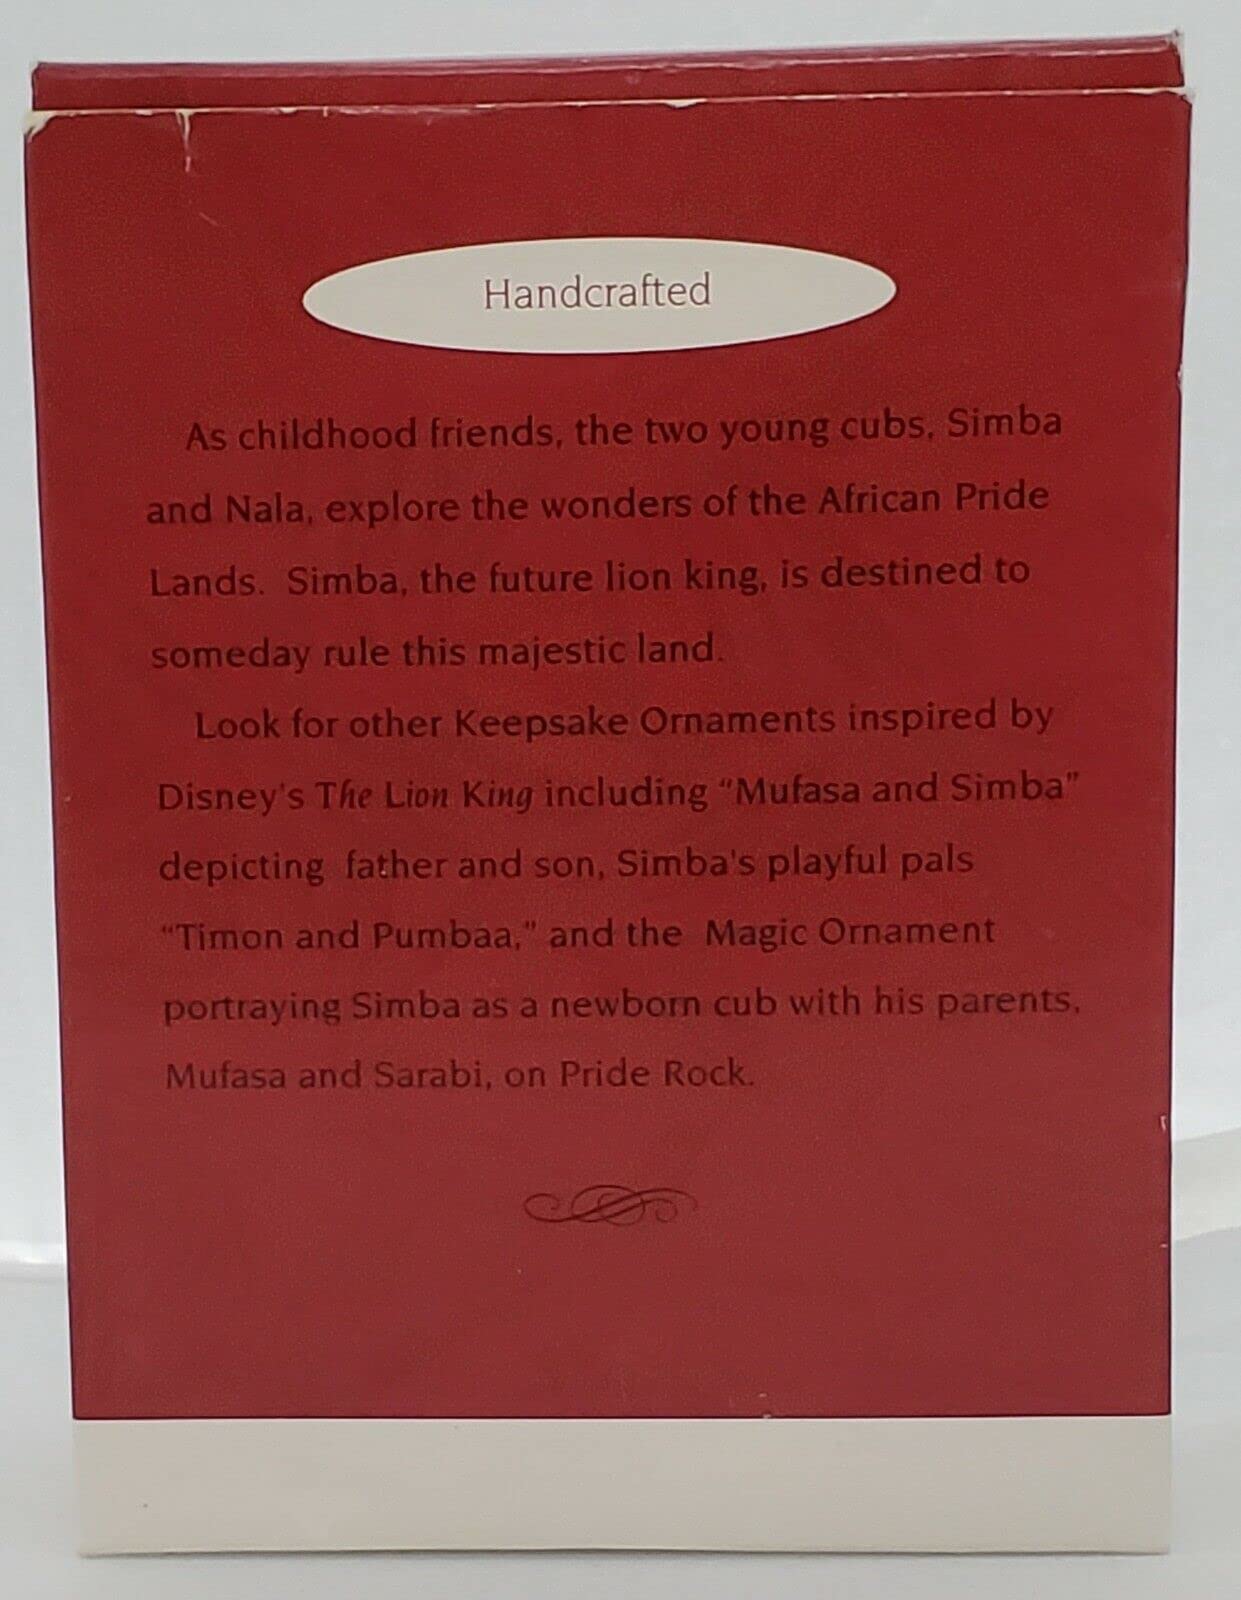 Handcrafted
As childhood friends, the two young cubs, Simba
and Nala, explore the wonders of the African Pride
Lands. Simba, the future lion king, is destined to
someday rule this majestic land.
Look for other Keepsake Ornaments inspired by
Disney's The Lion King including “Mufasa and Simba”
depicting father and son, Simba's playful pals
“Timon and Pumbaa,” and the Magic Ornament
portraying Simba as a newborn cub with his parents,
Mufasa and Sarabi, on Pride Rock.